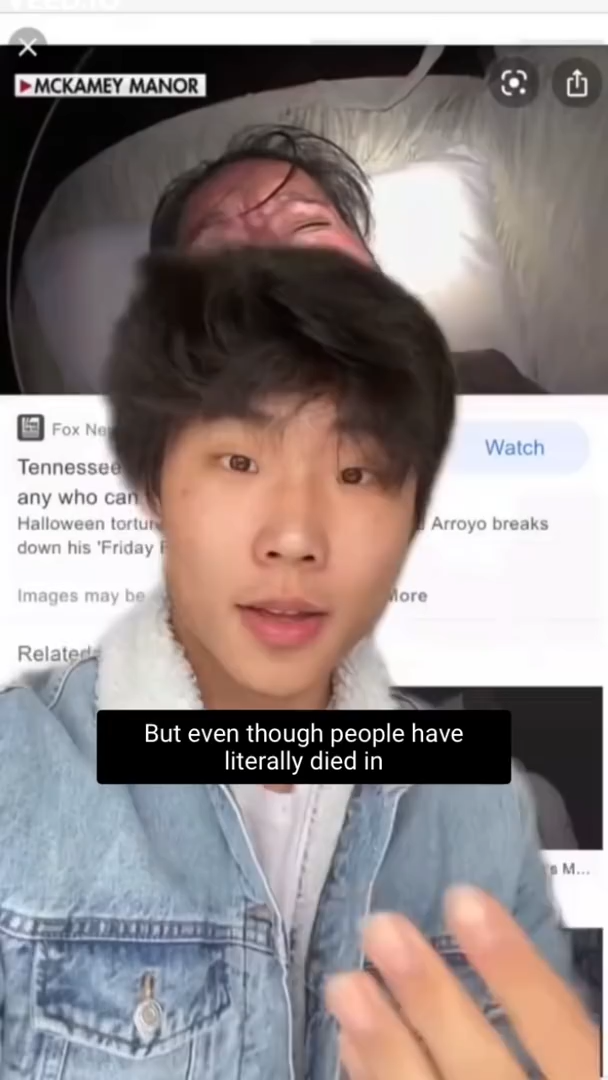 MCKAMEY MANOR
Fox Ne
Watch
Tennessee
any who can
Halloween tortur
Arroyo breaks
down his 'Friday
Images may be
More
Related
But even though people have
literally died in
s M...